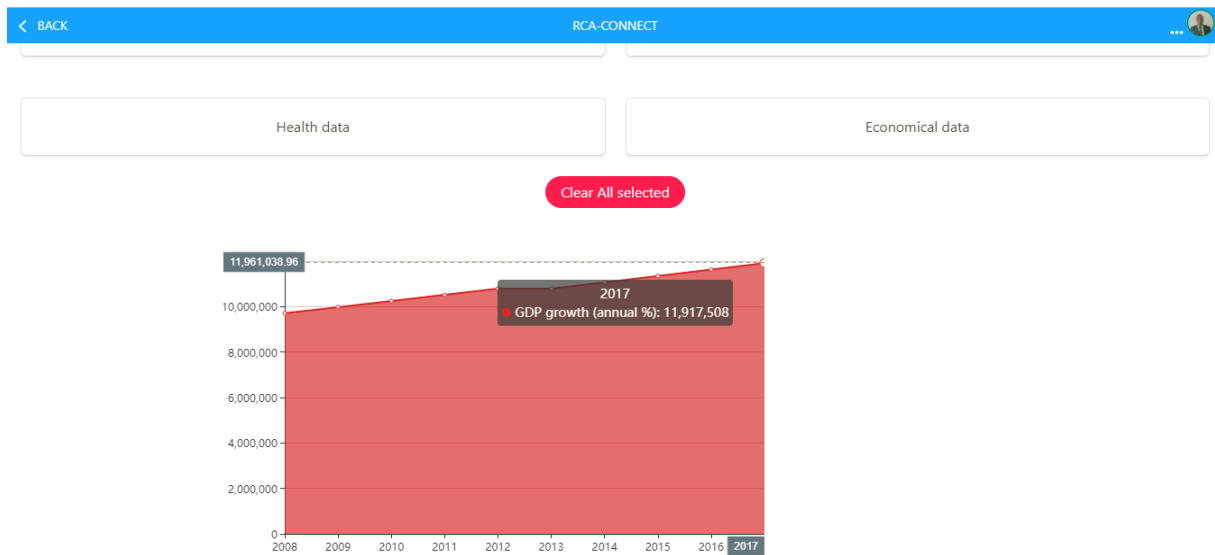 BACK
RCA-CONNECT
...
Health data
Economical data
Clear All selected
11,961,038.96
10,000,000
8,000,000
6,000,000
4,000,000
2,000,000
0
2017
GDP growth (annual %): 11,917,508
2008 2009 2010 2011 2012 2013 2014 2015 2016 2017